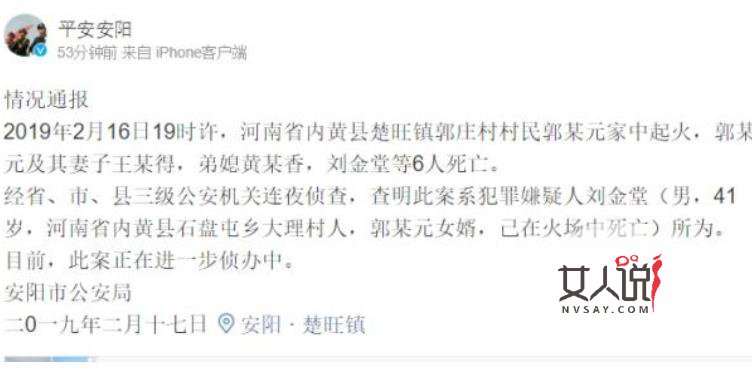 平安安阳
53分钟前 来自 iPhone客户端
情况通报
2019年2月16日19时许，河南省内黄县楚旺镇郭庄村村民郭某元家中起火，郭某
元及其妻子王某得，弟媳黄某香，刘金堂等6人死亡。
经省、市、县三级公安机关连夜侦查，查明此案系犯罪嫌疑人刘金堂（男，41
岁，河南省内黄县石盘屯乡大理村人，郭某元女婿，己在火场中死亡）所为。
目前，此案正在进一步侦办中。
安阳市公安局
二0一九年二月十七日 安阳·楚旺镇
女人说
NVSAY.COM